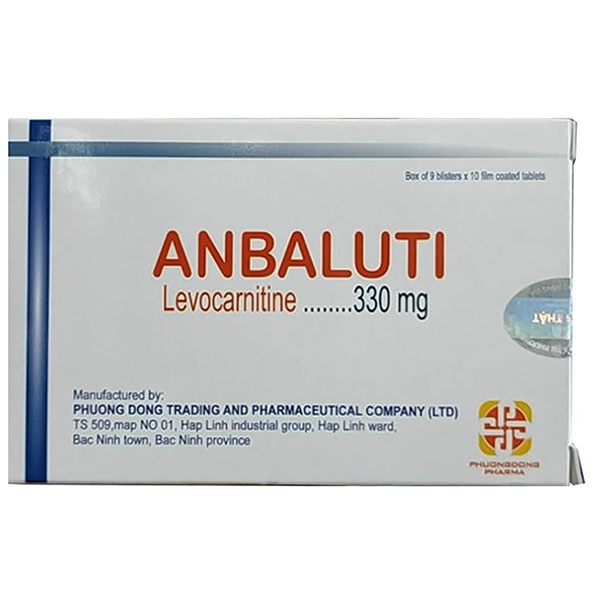 Box of 9 blisters x 10 film coated tablets
ANBALUTI
Levocarnitine ........330 mg
THẬT
Manufactured by:
PHUONG DONG TRADING AND PHARMACEUTICAL COMPANY (LTD)
TS 509,map NO 01, Hap Linh industrial group, Hap Linh ward,
Bac Ninh town, Bac Ninh province
PHUONGDONG
PHARMA